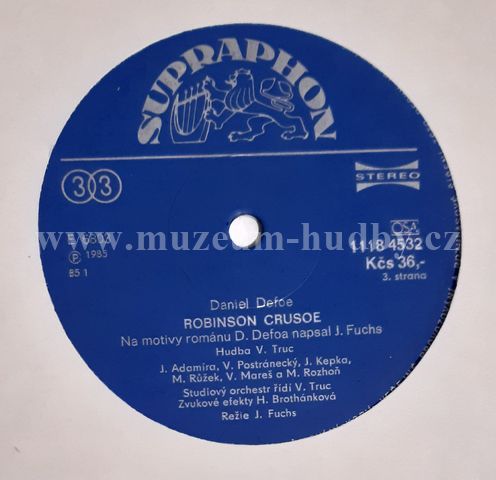 SUPRAPHON
33
STEREO
www.muzeum-hudby.cz
OSA
℗ 1985
85 1
1118 4532
Kčs 36,-
3. strana
Daniel Defoe
ROBINSON CRUSOE
Na motivy románu D. Defoa napsal J. Fuchs
Hudba V. Truc
J. Adamíra, V. Postránecký, J. Kepka,
M. Růžek, V. Mareš a M. Rozhoň
Studiový orchestr řídí V. Truc
Zvukové efekty H. Brothánková
Režie J. Fuchs